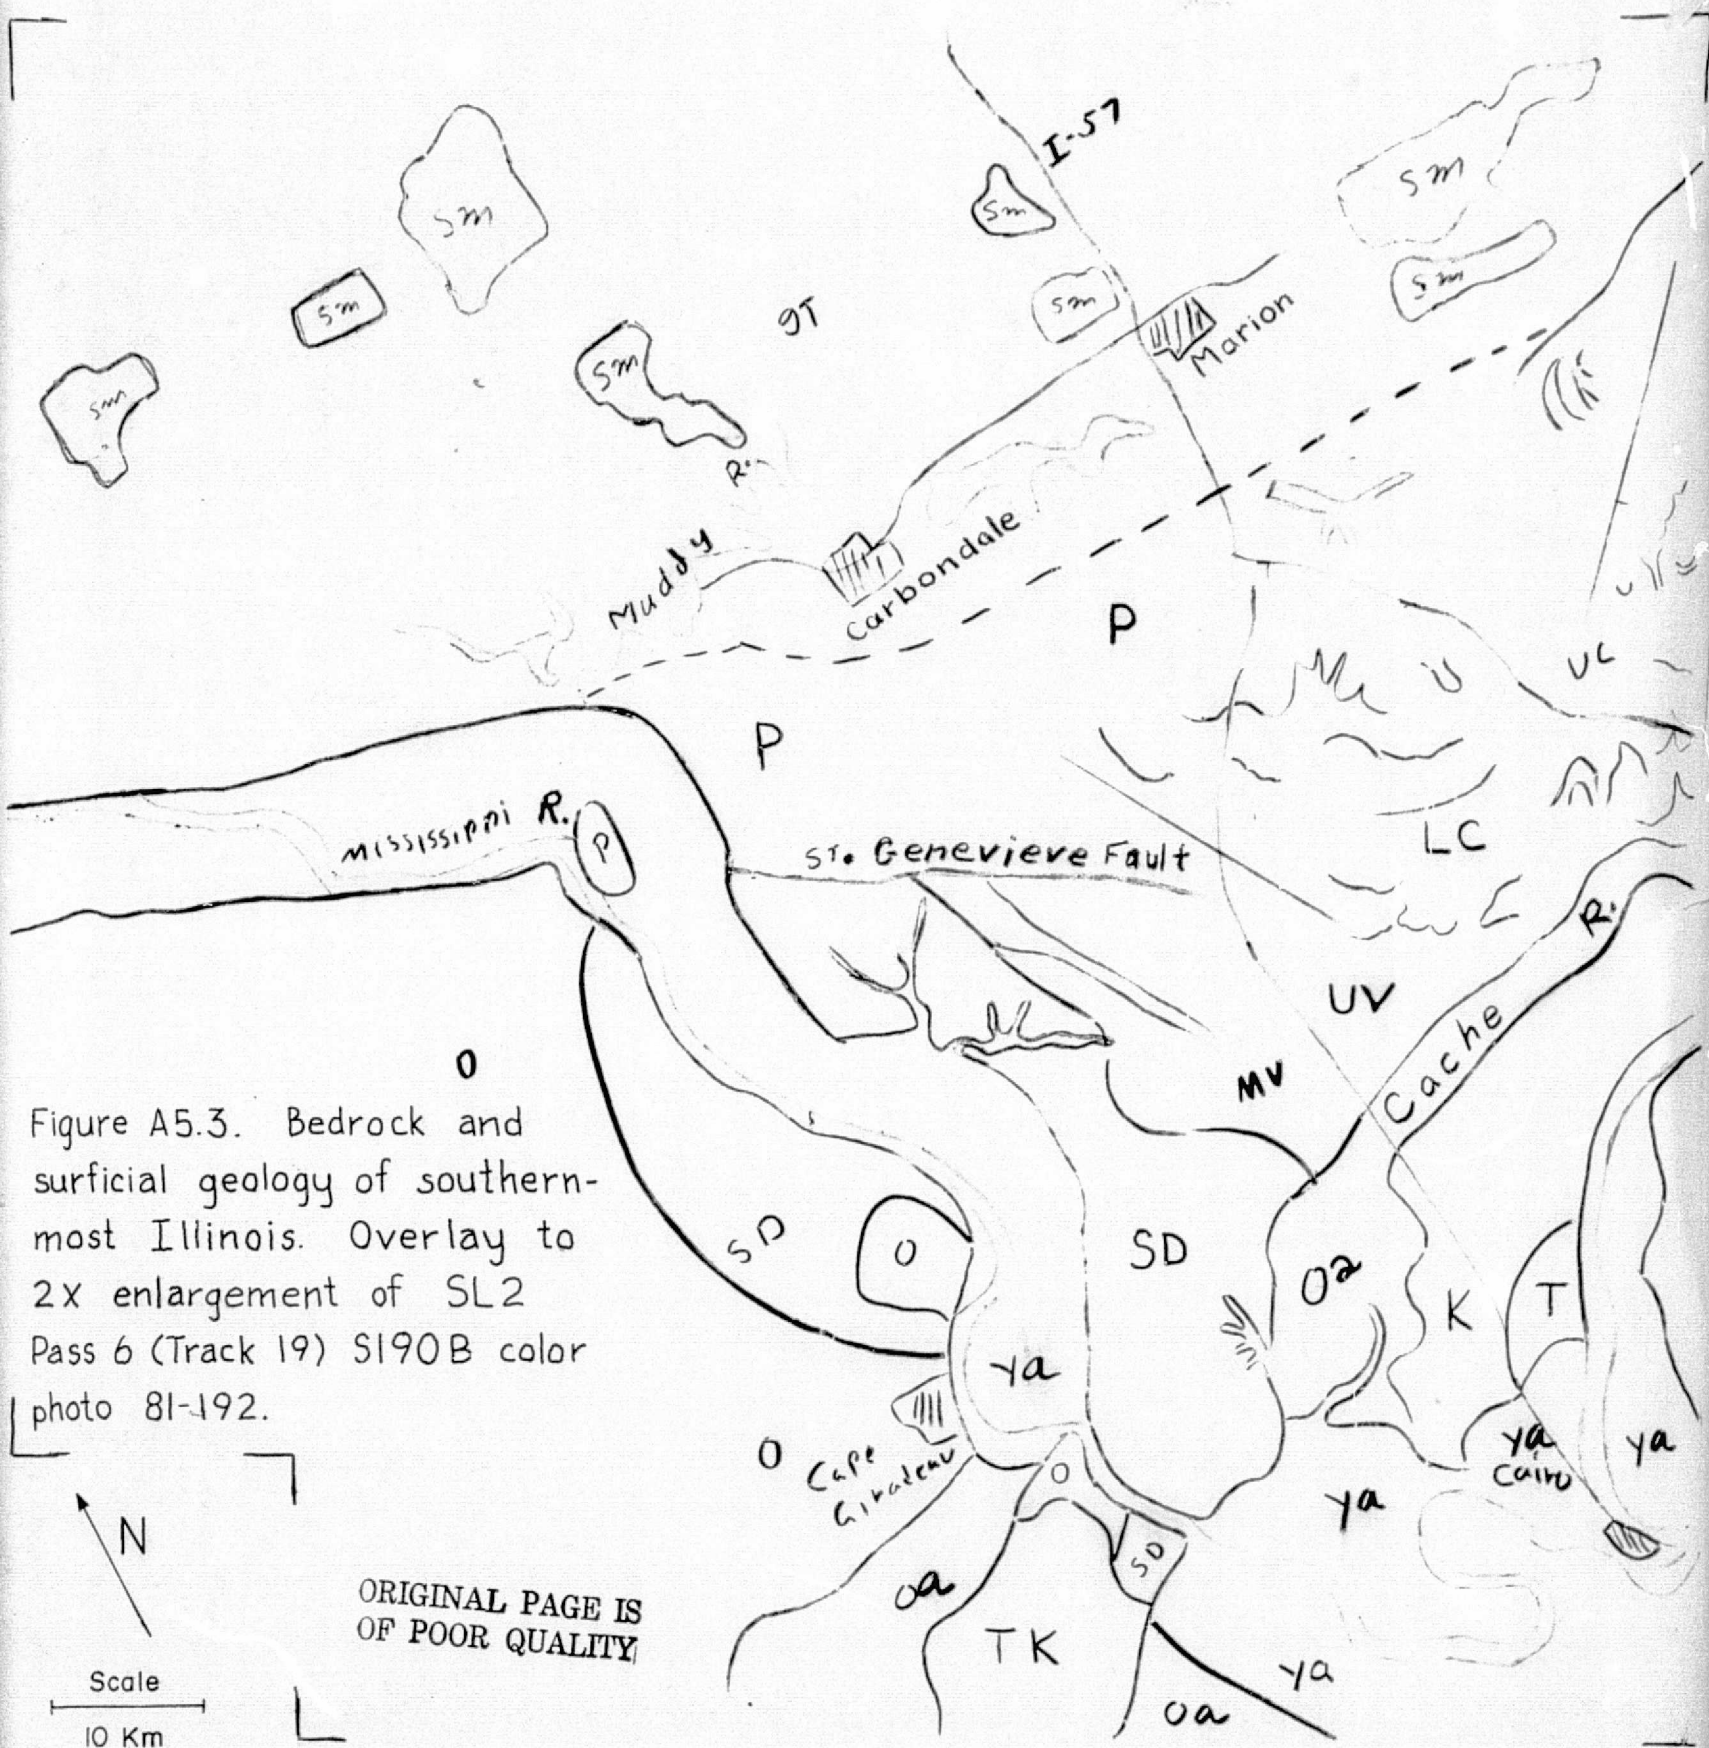 I-57
Sm
Sm
Sm
Sm
Sm
Sm
Sm
Sm
gT
Marion
R.
Muddy
Carbondale
P
UC
P
Mississippi R.
P
ST. Genevieve Fault
LC
R.
UV
Cache
MV
O
SD
O
SD
Oa
K
T
ya
O
Cape
Girardeau
O
ya
Cairo
ya
ya
SD
oa
TK
ya
oa
Figure A5.3. Bedrock and
surficial geology of southern-
most Illinois. Overlay to
2X enlargement of SL2
Pass 6 (Track 19) S190B color
photo 81-192.
N
ORIGINAL PAGE IS
OF POOR QUALITY
Scale
10 Km